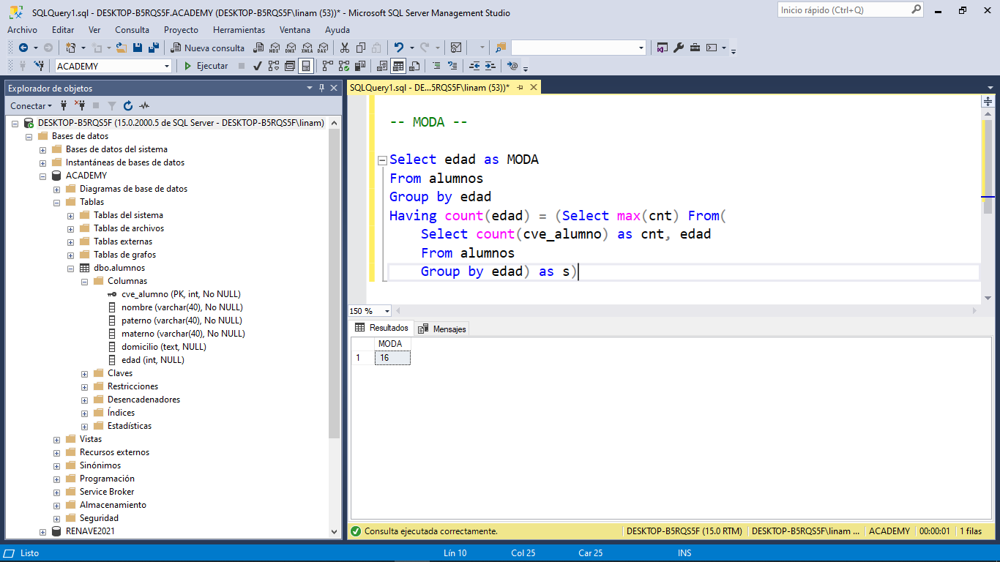 SQLQuery1.sql - DESKTOP-B5RQS5F.ACADEMY (DESKTOP-B5RQS5F\linam (53))* - Microsoft SQL Server Management Studio
Inicio rápido (Ctrl+Q)
Archivo Editar Ver Consulta Proyecto Herramientas Ventana Ayuda
Nueva consulta MDX DMX XMLA DAX
ACADEMY Ejecutar
Explorador de objetos
Conectar
DESKTOP-B5RQS5F (15.0.2000.5 de SQL Server - DESKTOP-B5RQS5F\linam)
Bases de datos
Bases de datos del sistema
Instantáneas de bases de datos
ACADEMY
Diagramas de base de datos
Tablas
Tablas del sistema
Tablas de archivos
Tablas externas
Tablas de grafos
dbo.alumnos
Columnas
cve_alumno (PK, int, No NULL)
nombre (varchar(40), No NULL)
paterno (varchar(40), No NULL)
materno (varchar(40), No NULL)
domicilio (text, NULL)
edad (int, NULL)
Claves
Restricciones
Desencadenadores
Índices
Estadísticas
Vistas
Recursos externos
Sinónimos
Programación
Service Broker
Almacenamiento
Seguridad
RENAVE2021
SQLQuery1.sql - DE...5RQS5F\linam (53))*
-- MODA --
Select edad as MODA
From alumnos
Group by edad
Having count(edad) = (Select max(cnt) From(
Select count(cve_alumno) as cnt, edad
From alumnos
Group by edad) as s)
150 %
Resultados Mensajes
MODA
1 16
Consulta ejecutada correctamente. DESKTOP-B5RQS5F (15.0 RTM) DESKTOP-B5RQS5F\linam ... ACADEMY 00:00:01 1 filas
Listo Lín 10 Col 25 Car 25 INS